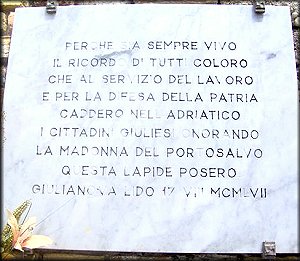 PERCHÈ SIA SEMPRE VIVO
IL RICORDO DI TUTTI COLORO
CHE AL SERVIZIO DEL LAVORO
E PER LA DIFESA DELLA PATRIA
CADDERO NELL'ADRIATICO
I CITTADINI GIULIESI ONORANDO
LA MADONNA DEL PORTOSALVO
QUESTA LAPIDE POSERO
GIULIANOVA LIDO 17 VII MCMLVII